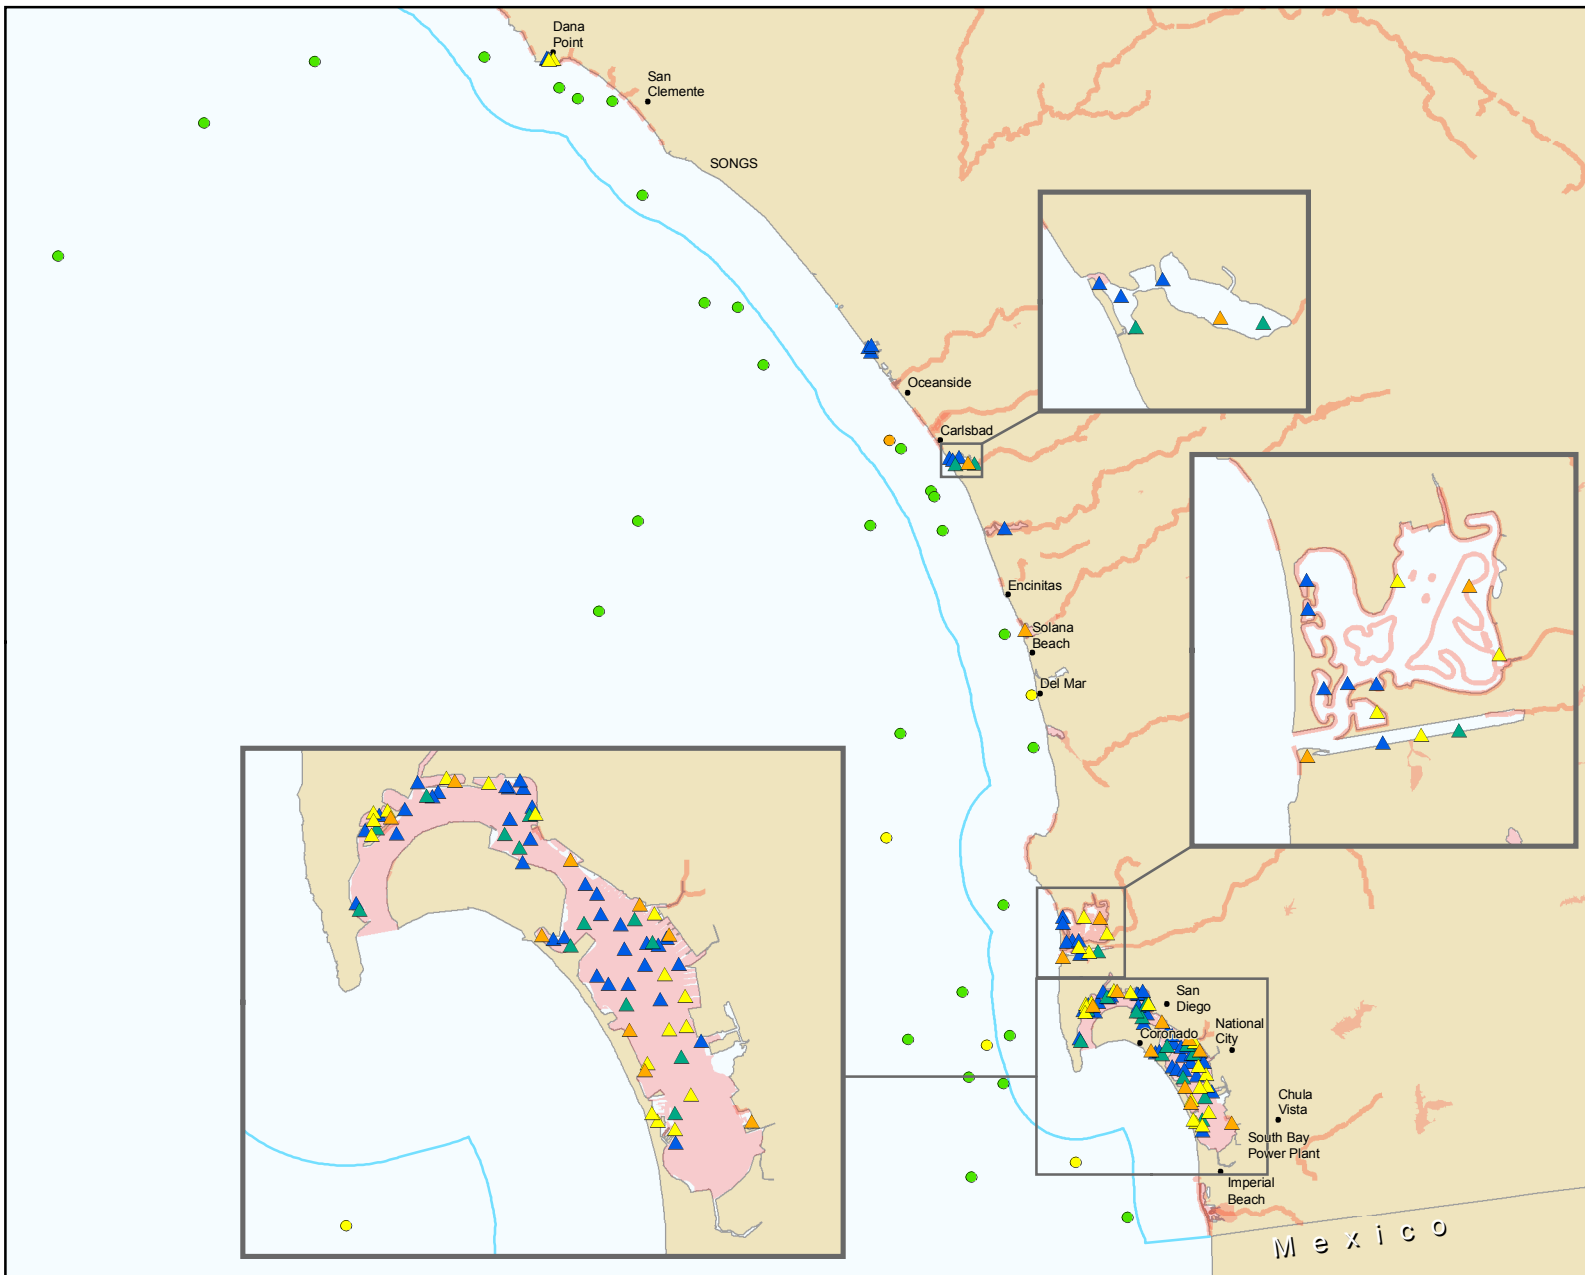 Dana
Point
San
Clemente
SONGS
Oceanside
Carlsbad
Encinitas
Solana
Beach
Del Mar
San
Diego
National
City
Coronado
Chula
Vista
South Bay
Power Plant
Imperial
Beach
Mexico